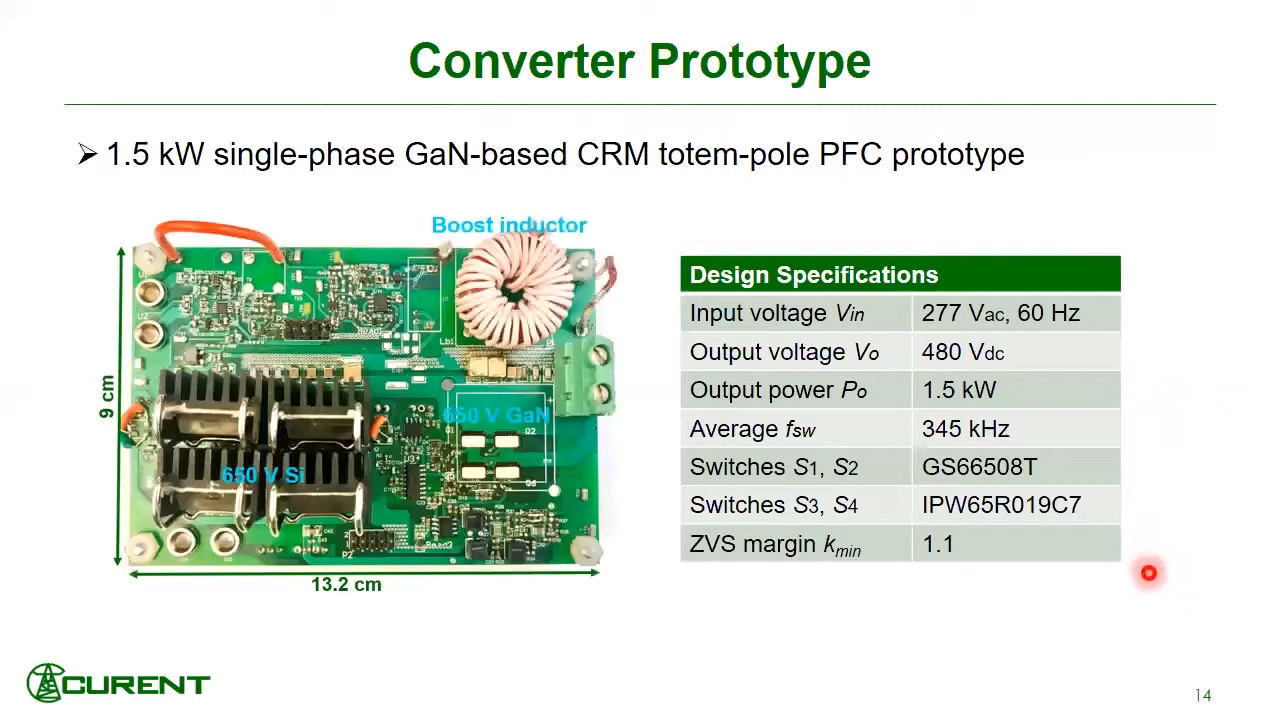 Converter Prototype
➢ 1.5 kW single-phase GaN-based CRM totem-pole PFC prototype
Boost inductor
650 V GaN
650 V Si
9 cm
13.2 cm
Design Specifications
Input voltage Vin 277 Vac, 60 Hz
Output voltage Vo 480 Vdc
Output power Po 1.5 kW
Average fsw 345 kHz
Switches S1, S2 GS66508T
Switches S3, S4 IPW65R019C7
ZVS margin kmin 1.1
P2
Lb1
U2
CURENT
14